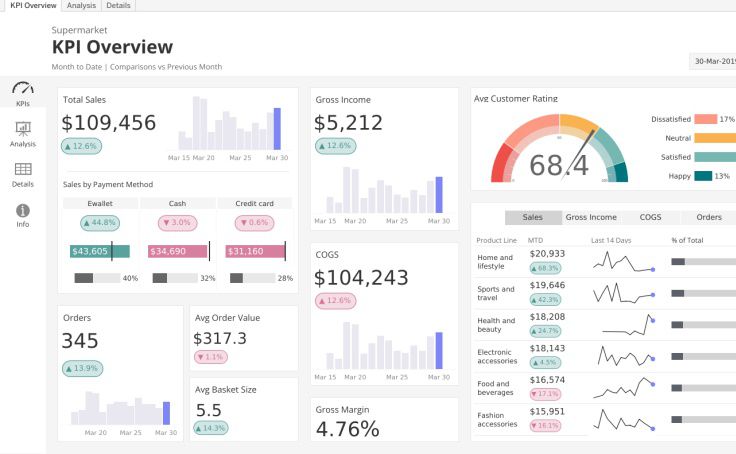 KPI Overview Analysis Details
Supermarket
KPI Overview
Month to Date | Comparisons vs Previous Month
30-Mar-2019
KPIs
Analysis
Details
Info
Total Sales
$109,456
▲ 12.6%
Mar 15 Mar 20 Mar 25 Mar 30
Sales by Payment Method
Ewallet Cash Credit card
▲ 44.8% ▼ 3.0% ▼ 0.6%
$43,605 $34,690 $31,160
40% 32% 28%
Orders
345
▲ 13.9%
Mar 20 Mar 25 Mar 30
Avg Order Value
$317.3
▼ 1.1%
Avg Basket Size
5.5
▲ 14.3%
Gross Income
$5,212
▲ 12.6%
Mar 15 Mar 20 Mar 25 Mar 30
COGS
$104,243
▲ 12.6%
Mar 15 Mar 20 Mar 25 Mar 30
Gross Margin
4.76%
Avg Customer Rating
68.4
Dissatisfied 17%
Neutral
Satisfied
Happy 13%
Sales Gross Income COGS Orders
Product Line MTD Last 14 Days % of Total
Home and
lifestyle
$20,933
▲ 68.3%
Sports and
travel
$19,646
▲ 42.3%
Health and
beauty
$18,208
▲ 24.7%
Electronic
accessories
$18,143
▲ 4.5%
Food and
beverages
$16,574
▼ 17.1%
Fashion
accessories
$15,951
▼ 16.1%